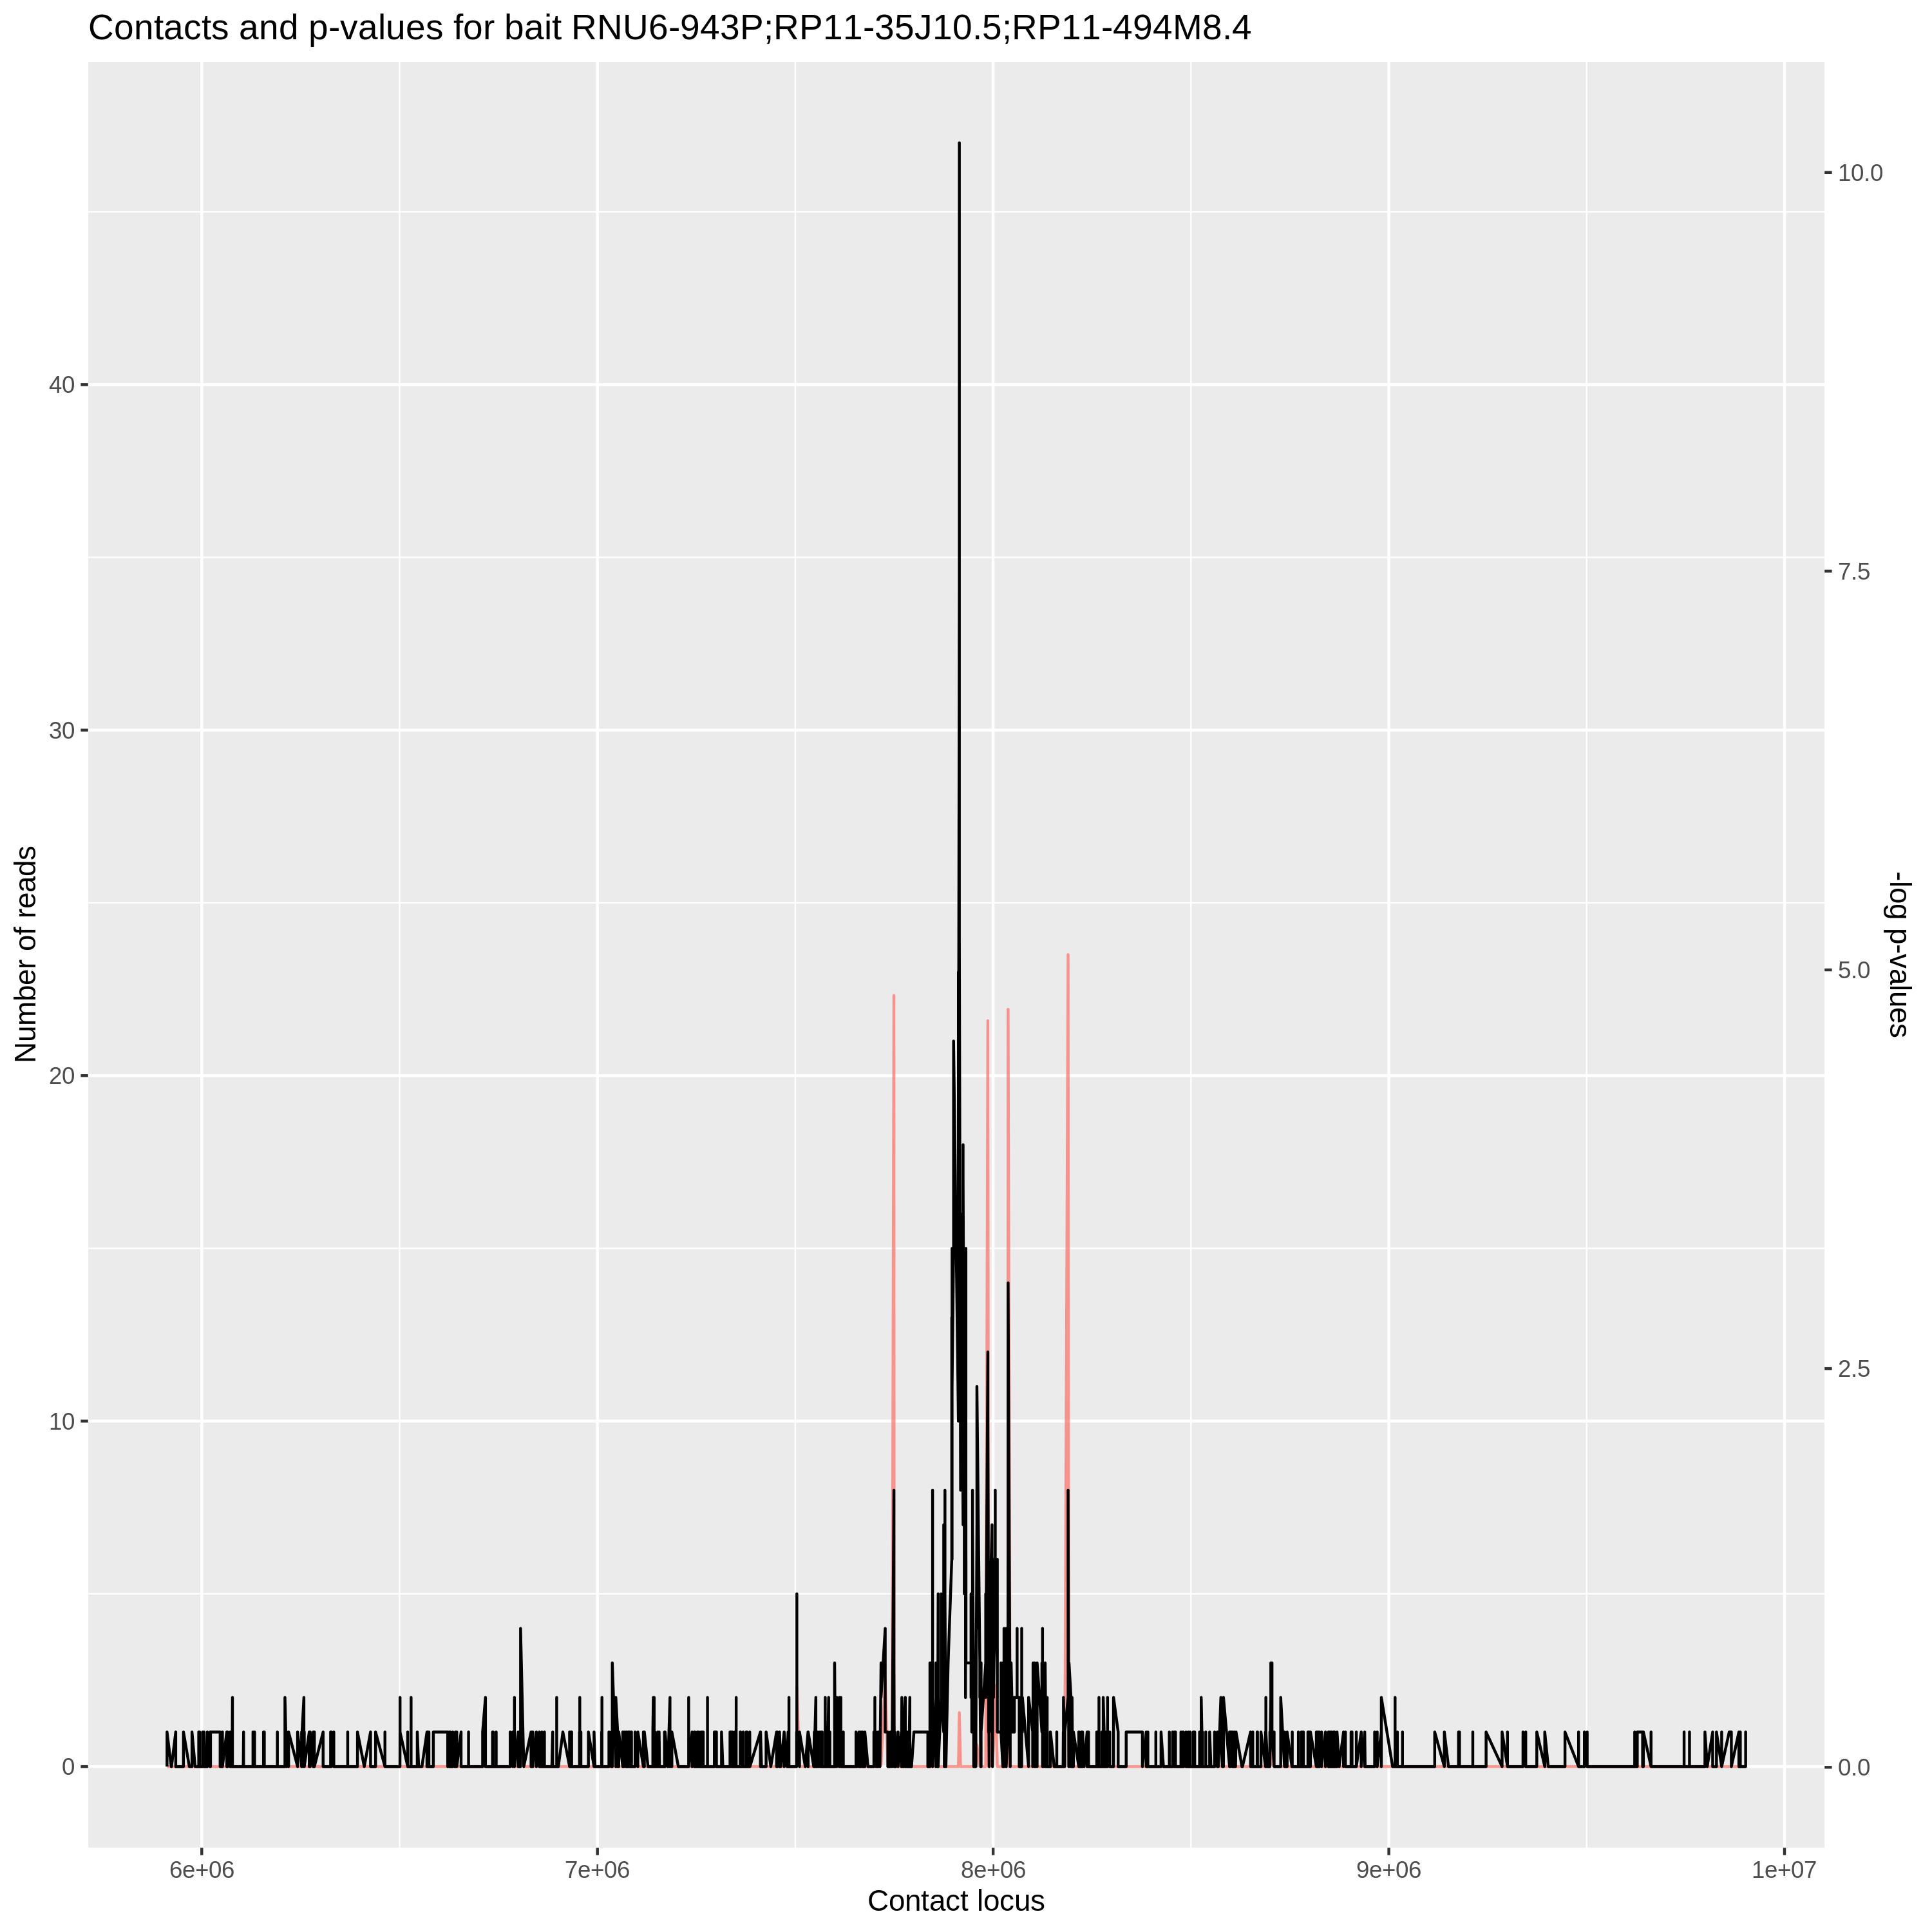 Contacts and p-values for bait RNU6-943P;RP11-35J10.5;RP11-494M8.4
Number of reads
40
30
20
10
0
10.0
7.5
5.0
2.5
0.0
-log p-values
6e+06 7e+06 8e+06 9e+06 1e+07
Contact locus